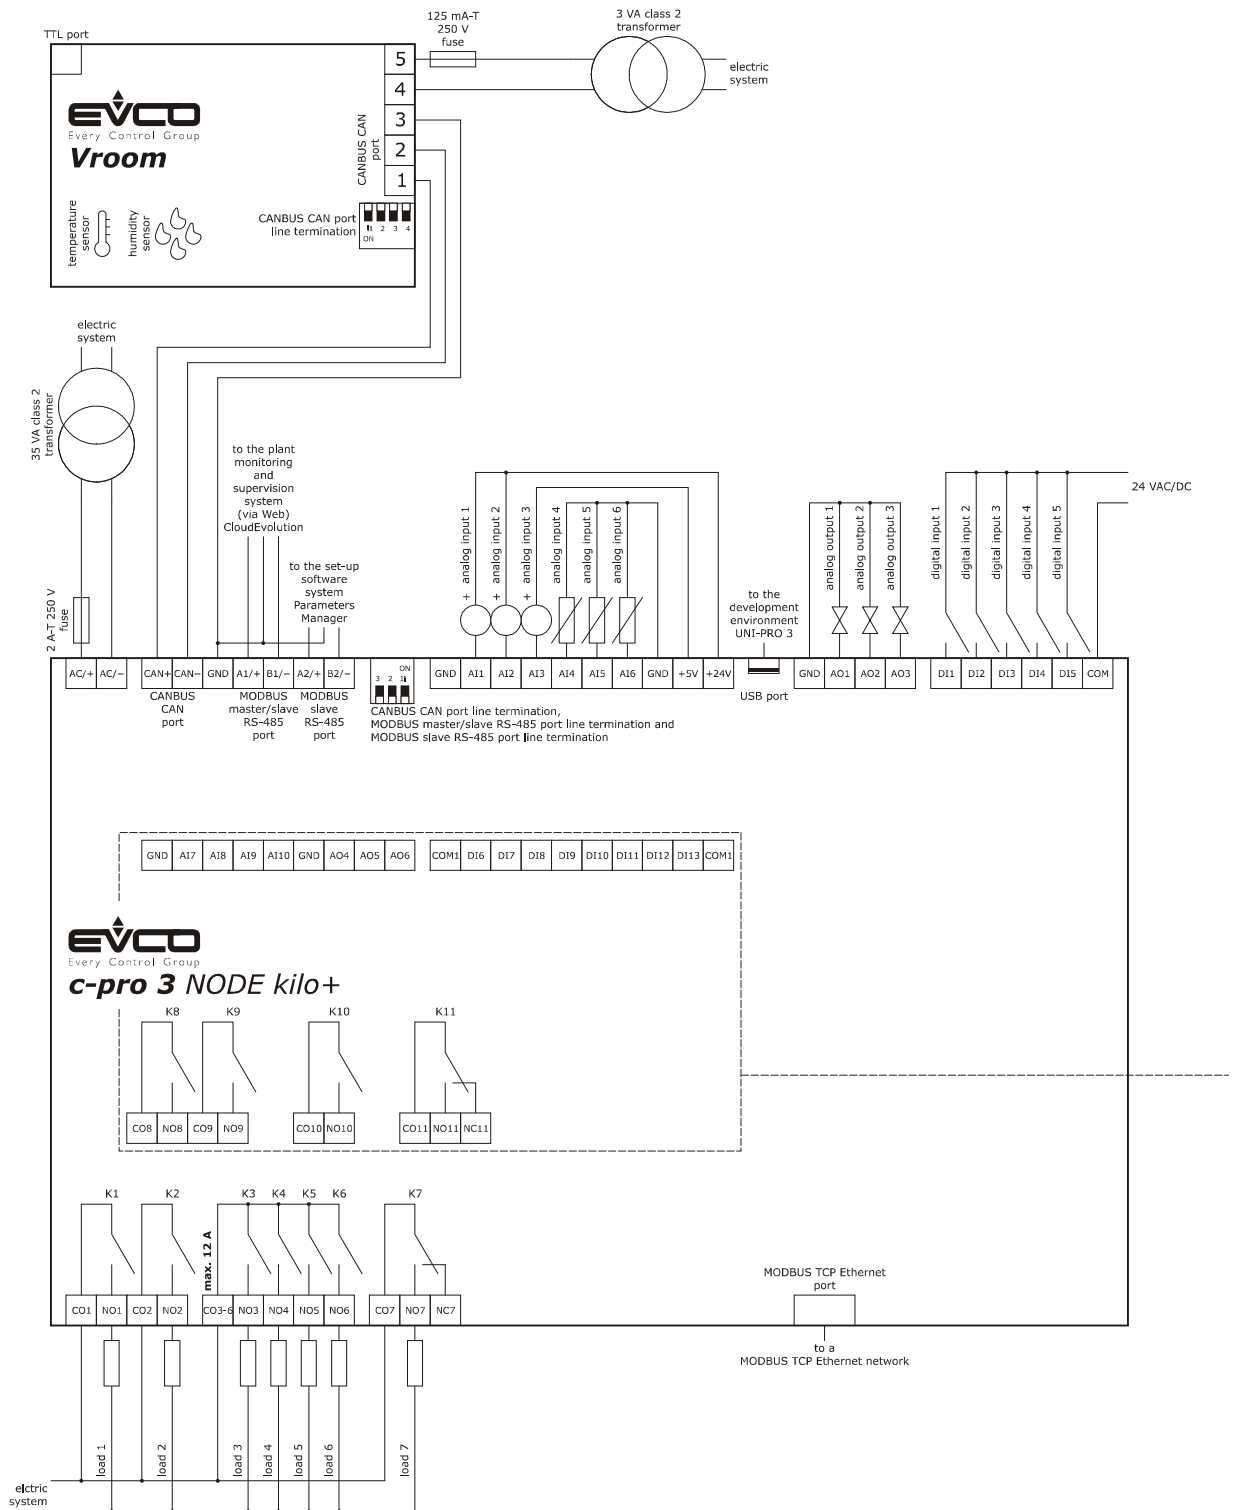 125 mA-T
250 V
fuse
3 VA class 2
transformer
TTL port
electric
system
5
4
3
2
1
CANBUS CAN
port
EVCO
Every Control Group
Vroom
temperature
sensor
humidity
sensor
CANBUS CAN port
line termination
1 2 3 4
ON
electric
system
35 VA class 2
transformer
2 A-T 250 V
fuse
to the plant
monitoring
and
supervision
system
(via Web)
CloudEvolution
to the set-up
software
system
Parameters
Manager
+ analog input 1
+ analog input 2
+ analog input 3
analog input 4
analog input 5
analog input 6
to the
development
environment
UNI-PRO 3
analog output 1
analog output 2
analog output 3
digital input 1
digital input 2
digital input 3
digital input 4
digital input 5
24 VAC/DC
AC/+ AC/-
CAN+ CAN- GND A1/+ B1/- A2/+ B2/-
ON
3 2 1
GND AI1 AI2 AI3 AI4 AI5 AI6 GND +5V +24V
USB port
GND AO1 AO2 AO3
DI1 DI2 DI3 DI4 DI5 COM
CANBUS
CAN
port
MODBUS
master/slave
RS-485
port
MODBUS
slave
RS-485
port
CANBUS CAN port line termination,
MODBUS master/slave RS-485 port line termination and
MODBUS slave RS-485 port line termination
GND AI7 AI8 AI9 AI10 GND AO4 AO5 AO6
COM1 DI6 DI7 DI8 DI9 DI10 DI11 DI12 DI13 COM1
EVCO
Every Control Group
c-pro 3 NODE kilo+
K8 K9 K10 K11
CO8 NO8 CO9 NO9 CO10 NO10 CO11 NO11 NC11
K1 K2 K3 K4 K5 K6 K7
max. 12 A
CO1 NO1 CO2 NO2 CO3-6 NO3 NO4 NO5 NO6 CO7 NO7 NC7
MODBUS TCP Ethernet
port
to a
MODBUS TCP Ethernet network
load 1
load 2
load 3
load 4
load 5
load 6
load 7
elctric
system